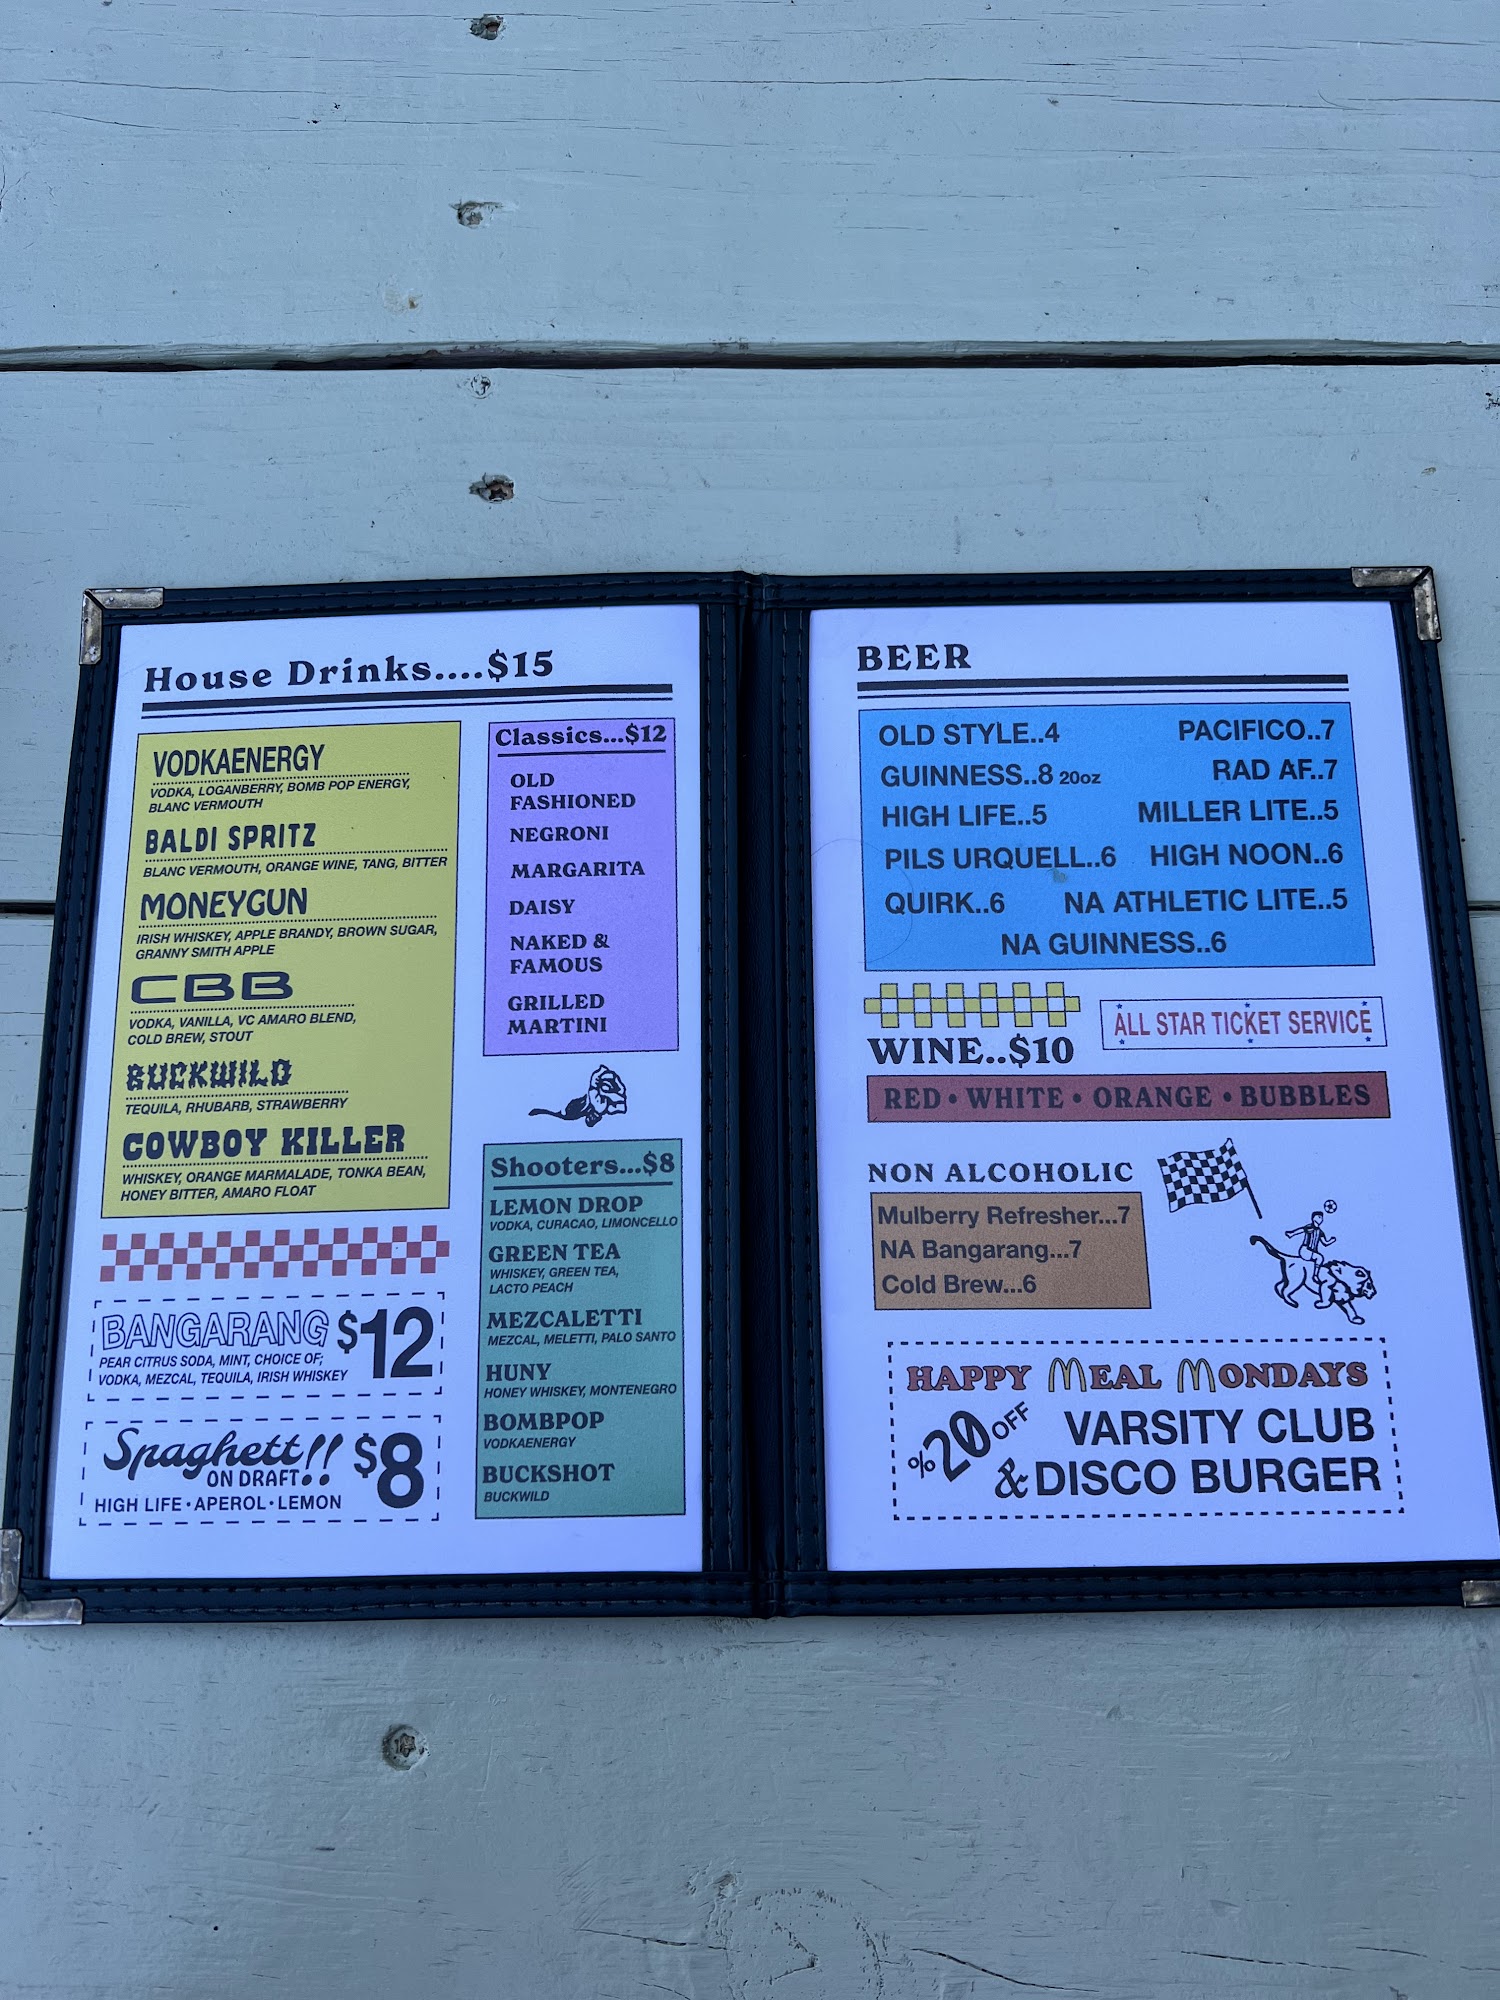 House Drinks....$15
VODKAENERGY
VODKA, LOGANBERRY, BOMB POP ENERGY,
BLANC VERMOUTH
BALDI SPRITZ
BLANC VERMOUTH, ORANGE WINE, TANG, BITTER
MONEYGUN
IRISH WHISKEY, APPLE BRANDY, BROWN SUGAR,
GRANNY SMITH APPLE
CBB
VODKA, VANILLA, VC AMARO BLEND,
COLD BREW, STOUT
BUCKWILD
TEQUILA, RHUBARB, STRAWBERRY
COWBOY KILLER
WHISKEY, ORANGE MARMALADE, TONKA BEAN,
HONEY BITTER, AMARO FLOAT
BANGARANG $12
PEAR CITRUS SODA, MINT, CHOICE OF;
VODKA, MEZCAL, TEQUILA, IRISH WHISKEY
Spaghett!! $8
ON DRAFT
HIGH LIFE • APEROL • LEMON
Classics...$12
OLD
FASHIONED
NEGRONI
MARGARITA
DAISY
NAKED &
FAMOUS
GRILLED
MARTINI
Shooters...$8
LEMON DROP
VODKA, CURACAO, LIMONCELLO
GREEN TEA
WHISKEY, GREEN TEA,
LACTO PEACH
MEZCALETTI
MEZCAL, MELETTI, PALO SANTO
HUNY
HONEY WHISKEY, MONTENEGRO
BOMBPOP
VODKAENERGY
BUCKSHOT
BUCKWILD
BEER
OLD STYLE..4 PACIFICO..7
GUINNESS..8 20oz RAD AF..7
HIGH LIFE..5 MILLER LITE..5
PILS URQUELL..6 HIGH NOON..6
QUIRK..6 NA ATHLETIC LITE..5
NA GUINNESS..6
WINE..$10
ALL STAR TICKET SERVICE
RED • WHITE • ORANGE • BUBBLES
NON ALCOHOLIC
Mulberry Refresher...7
NA Bangarang...7
Cold Brew...6
HAPPY MEAL MONDAYS
%20 OFF VARSITY CLUB
& DISCO BURGER